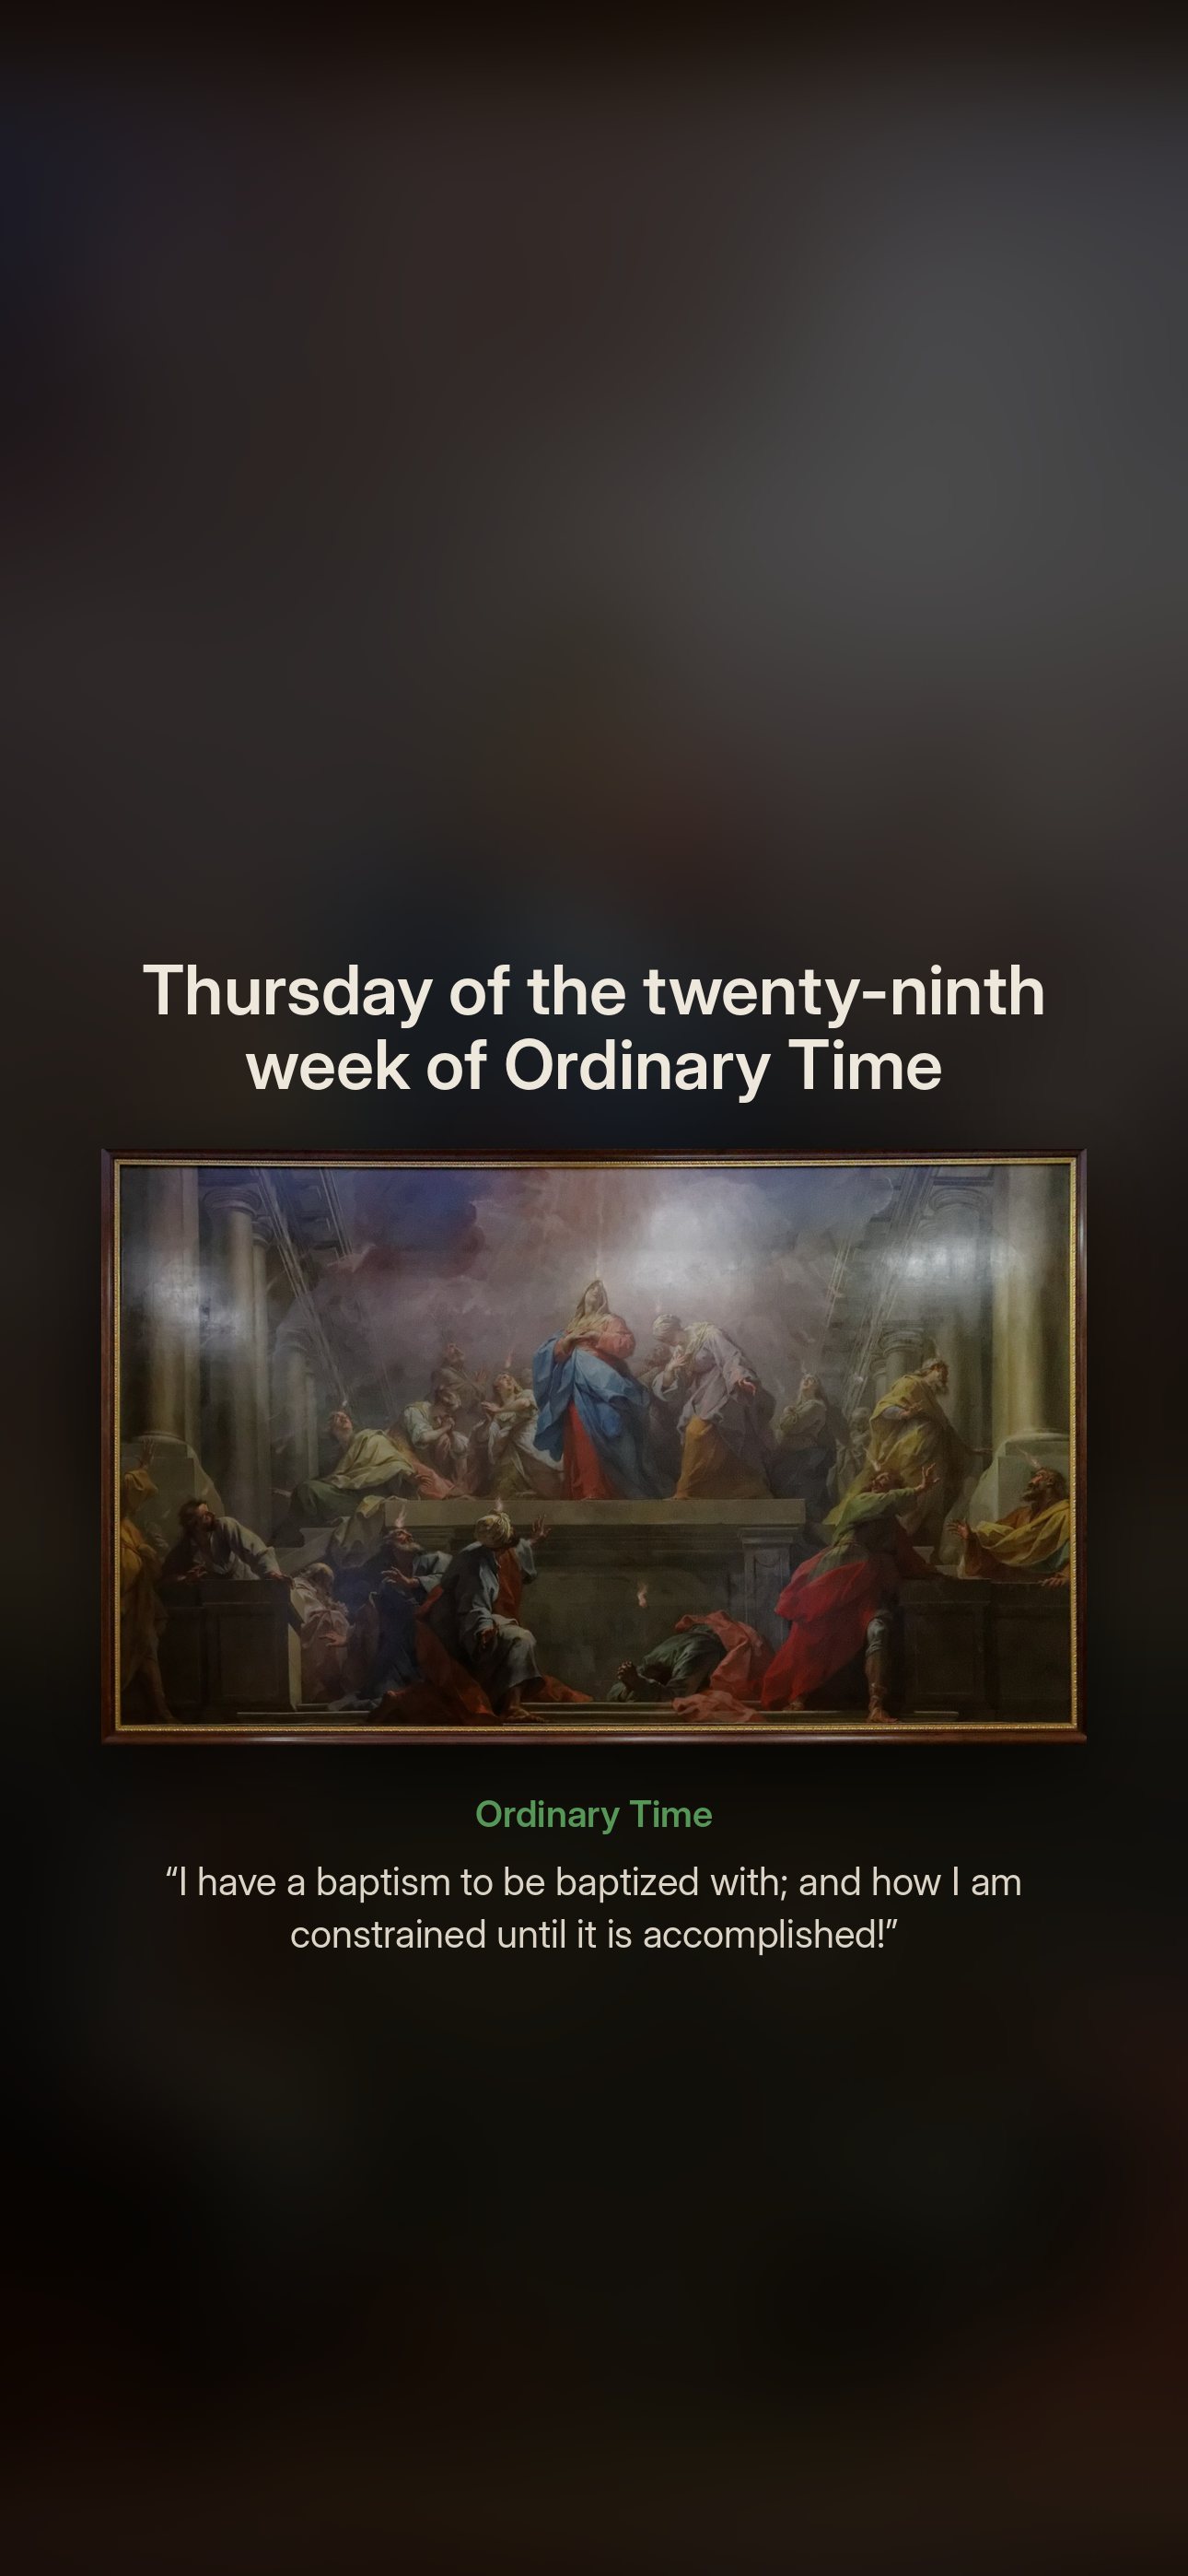 Thursday of the twenty-ninth
week of Ordinary Time
Ordinary Time
“I have a baptism to be baptized with; and how I am
constrained until it is accomplished!”